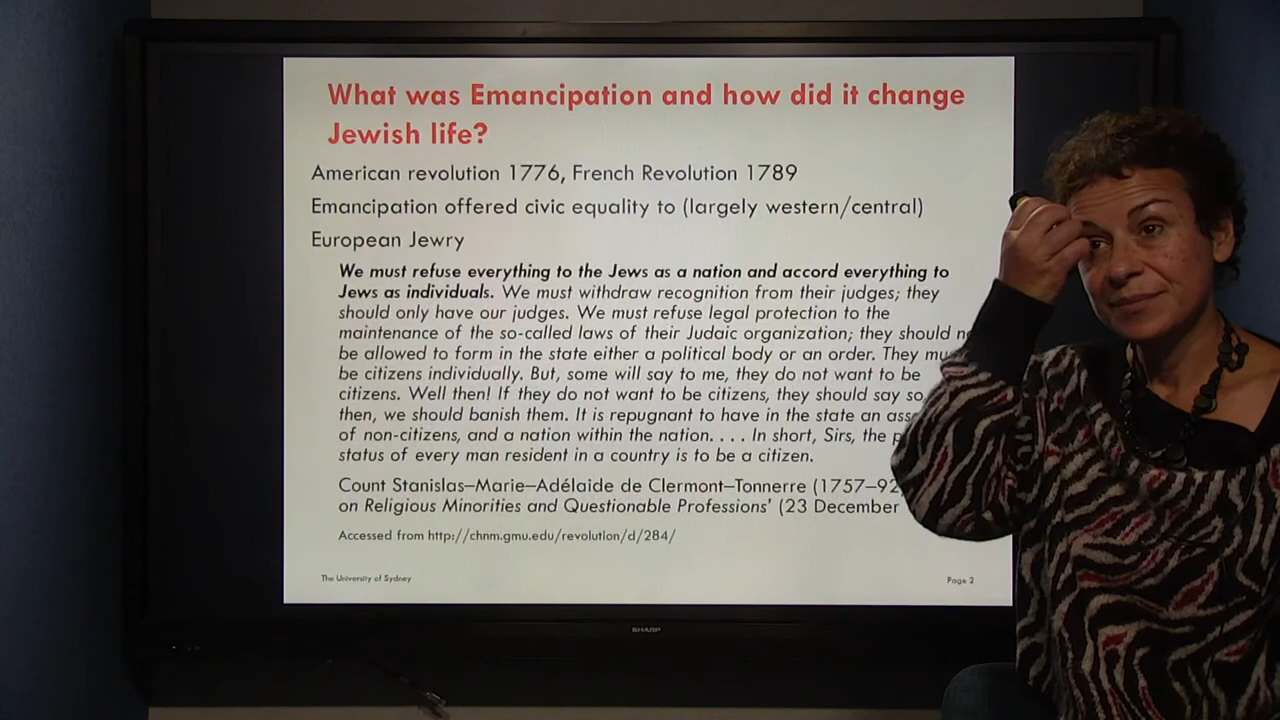 What was Emancipation and how did it change
Jewish life?
American revolution 1776, French Revolution 1789
Emancipation offered civic equality to (largely western/central)
European Jewry
We must refuse everything to the Jews as a nation and accord everything to
Jews as individuals. We must withdraw recognition from their judges; they
should only have our judges. We must refuse legal protection to the
maintenance of the so-called laws of their Judaic organization; they should
be allowed to form in the state either a political body or an order. They
be citizens individually. But, some will say to me, they do not want to be
citizens. Well then! If they do not want to be citizens, they should say so,
then, we should banish them. It is repugnant to have in the state an
of non-citizens, and a nation within the nation. . . . In short, Sirs, the
status of every man resident in a country is to be a citizen.
Count Stanislas–Marie–Adélaide de Clermont–Tonnerre (1757–92
on Religious Minorities and Questionable Professions' (23 December
Accessed from http://chnm.gmu.edu/revolution/d/284/
The University of Sydney
Page 2
SHARP